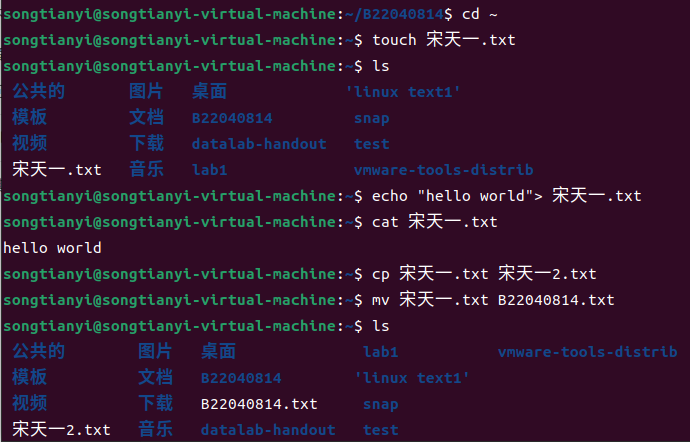 songtianyi@songtianyi-virtual-machine:~/B22040814$ cd ~
songtianyi@songtianyi-virtual-machine:~$ touch 宋天一.txt
songtianyi@songtianyi-virtual-machine:~$ ls
公共的 图片 桌面 'linux text1'
模板 文档 B22040814 snap
视频 下载 datalab-handout test
宋天一.txt 音乐 lab1 vmware-tools-distrib
songtianyi@songtianyi-virtual-machine:~$ echo "hello world"> 宋天一.txt
songtianyi@songtianyi-virtual-machine:~$ cat 宋天一.txt
hello world
songtianyi@songtianyi-virtual-machine:~$ cp 宋天一.txt 宋天一2.txt
songtianyi@songtianyi-virtual-machine:~$ mv 宋天一.txt B22040814.txt
songtianyi@songtianyi-virtual-machine:~$ ls
公共的 图片 桌面 lab1 vmware-tools-distrib
模板 文档 B22040814 'linux text1'
视频 下载 B22040814.txt snap
宋天一2.txt 音乐 datalab-handout test